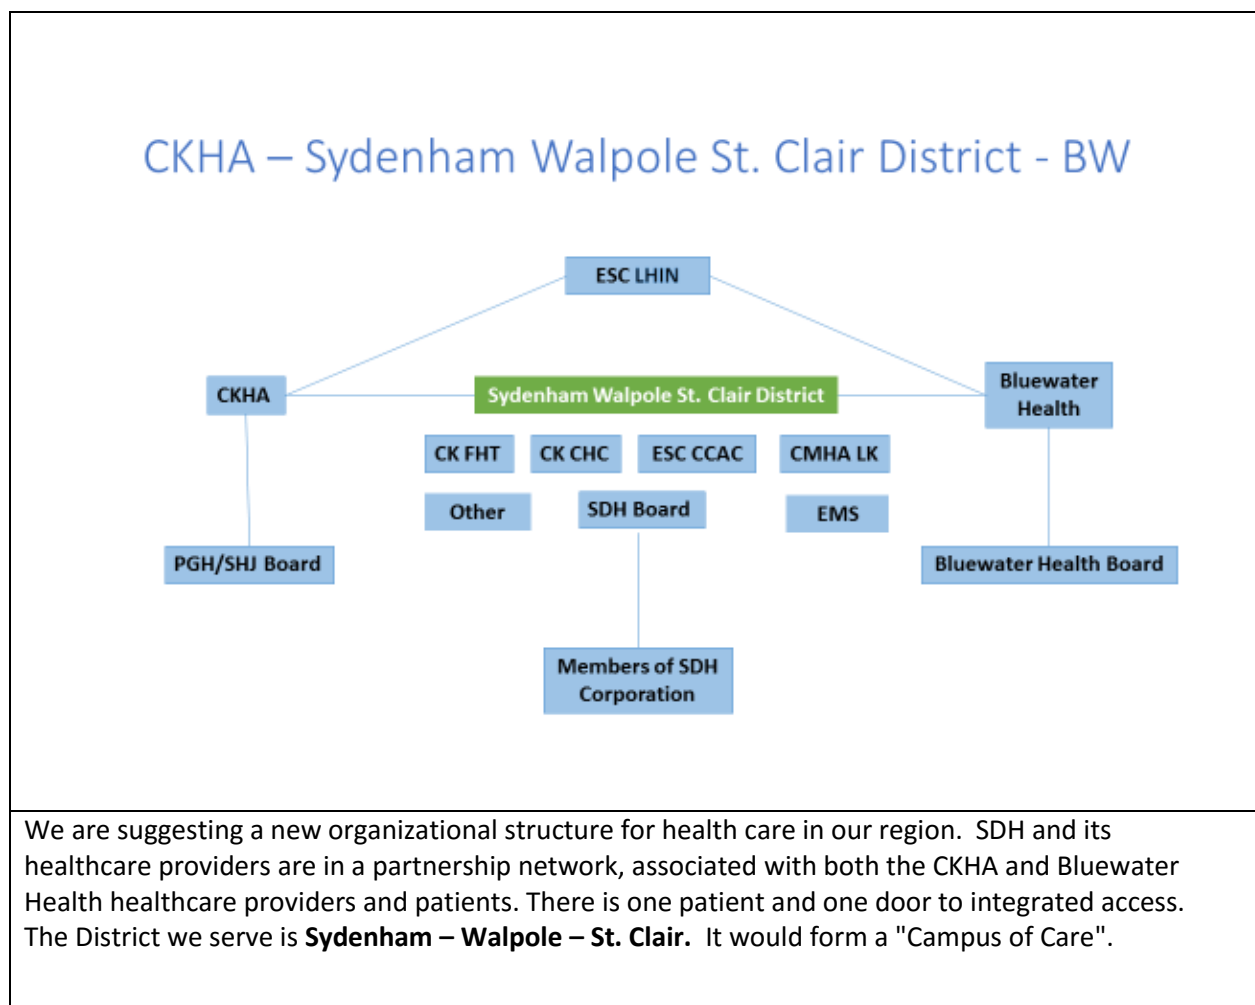 CKHA – Sydenham Walpole St. Clair District - BW
ESC LHIN
CKHA
Sydenham Walpole St. Clair District
Bluewater
Health
CK FHT
CK CHC
ESC CCAC
CMHA LK
Other
SDH Board
EMS
PGH/SHJ Board
Bluewater Health Board
Members of SDH
Corporation
We are suggesting a new organizational structure for health care in our region.  SDH and its
healthcare providers are in a partnership network, associated with both the CKHA and Bluewater
Health healthcare providers and patients. There is one patient and one door to integrated access.
The District we serve is Sydenham – Walpole – St. Clair.  It would form a "Campus of Care".